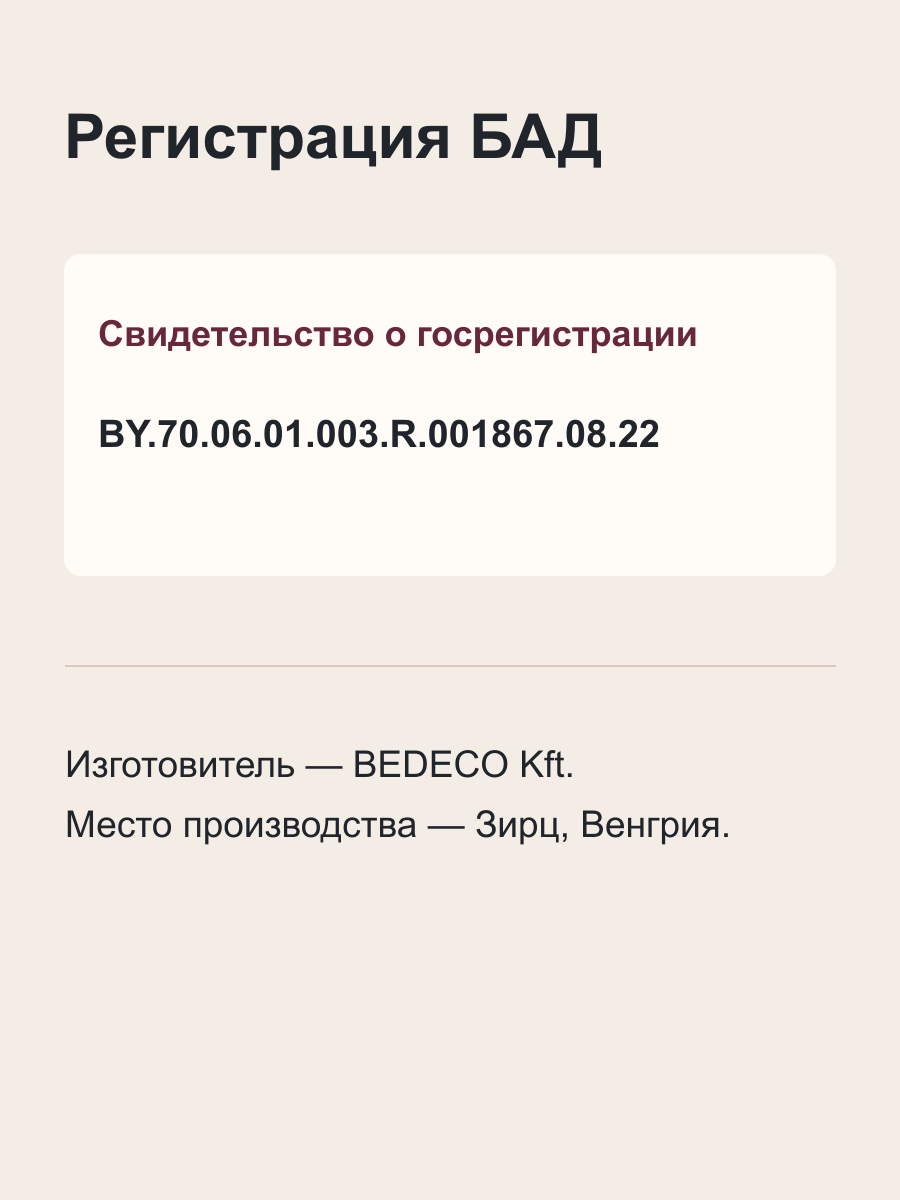 Регистрация БАД
Свидетельство о госрегистрации
BY.70.06.01.003.R.001867.08.22
Изготовитель — BEDECO Kft.
Место производства — Зирц, Венгрия.